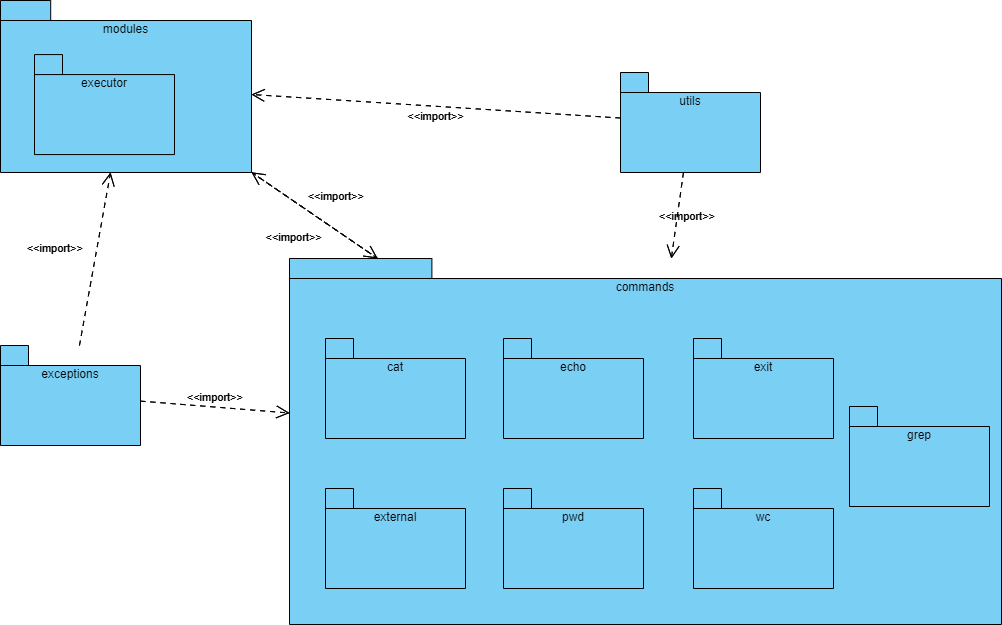 modules
executor
utils
<<import>>
<<import>>
<<import>>
<<import>>
<<import>>
commands
exceptions
<<import>>
cat
echo
exit
grep
external
pwd
wc